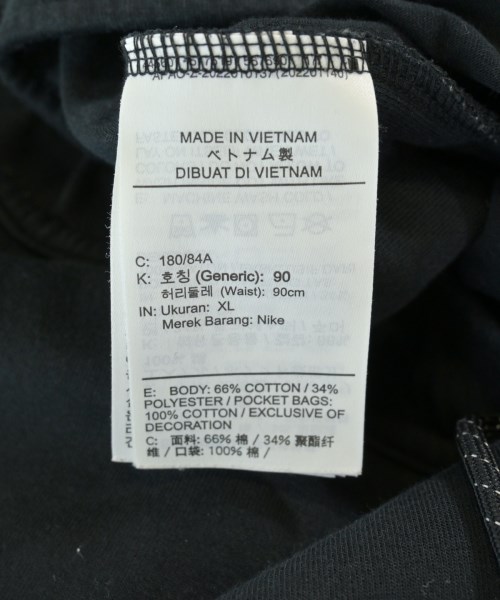 MADE IN VIETNAM
ベトナム製
DIBUAT DI VIETNAM
C: 180/84A
K: 호칭 (Generic): 90
허리둘레 (Waist): 90cm
IN: Ukuran: XL
Merek Barang: Nike
E: BODY: 66% COTTON / 34%
POLYESTER / POCKET BAGS:
100% COTTON / EXCLUSIVE OF
DECORATION
C: 面料: 66% 棉 / 34% 聚酯纤
维 / 口袋: 100% 棉 /